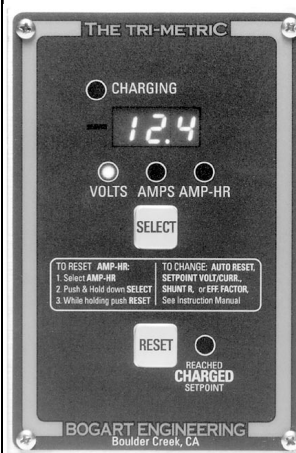 THE TRI-METRIC
CHARGING
12.4
VOLTS AMPS AMP-HR
SELECT
TO RESET AMP-HR:
1. Select AMP-HR
2. Push & Hold down SELECT
3. While holding push RESET
TO CHANGE: AUTO RESET,
SETPOINT VOLT/CURR.,
SHUNT R, or EFF. FACTOR,
See Instruction Manual
RESET
REACHED
CHARGED
SETPOINT
BOGART ENGINEERING
Boulder Creek, CA